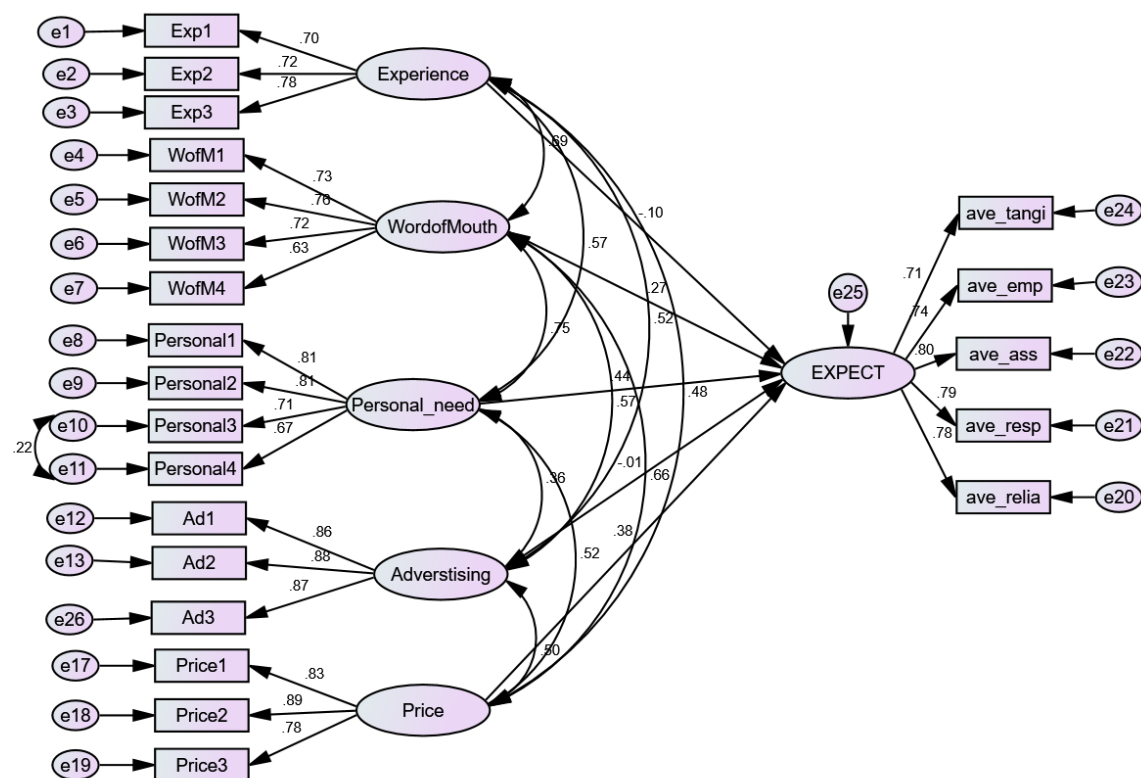 e1 Exp1 .70
e2 Exp2 .72 Experience
e3 Exp3 .78
e4 WofM1 .69
e5 WofM2 .73
.76
e6 WofM3 .72 WordofMouth -.10 ave_tangi e24
e7 WofM4 .63 .57
.71
e25 ave_emp e23
.27
.52
.74
e8 Personal1 .75
.81 .80 ave_ass e22
e9 Personal2 .81 EXPECT
Personal_need .44 .48 .79
e10 Personal3 .71 .57 ave_resp e21
.22 .67 .78
e11 Personal4 -.01
.36 .66 ave_relia e20
e12 Ad1 .86
e13 Ad2 .88 .38
.52
Adverstising
e26 Ad3 .87
e17 Price1 .50
.83
e18 Price2 .89 Price
e19 Price3 .78